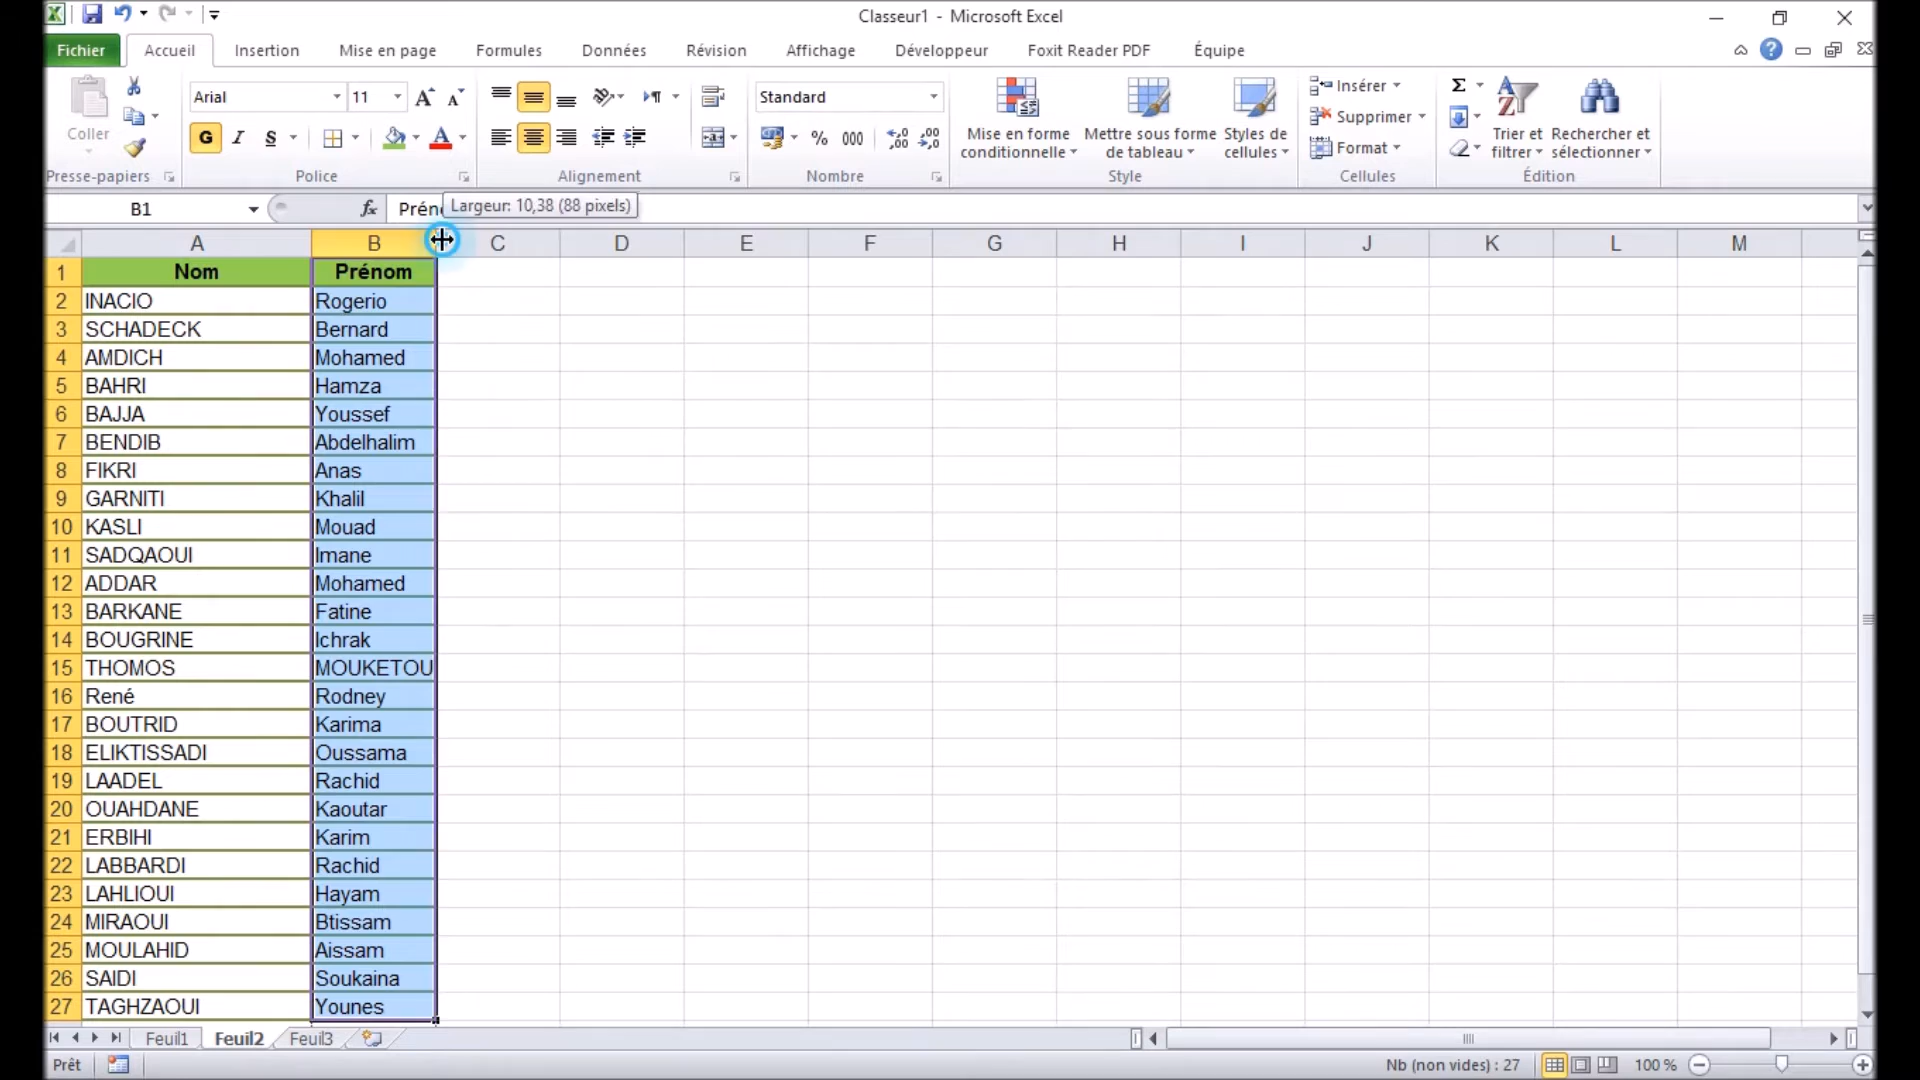 Classeur1 - Microsoft Excel
Fichier Accueil Insertion Mise en page Formules Données Révision Affichage Développeur Foxit Reader PDF Équipe
Coller
Presse-papiers
Arial 11
G I S
Police
Alignement
Standard
% 000
Nombre
Mise en forme conditionnelle
Mettre sous forme de tableau
Styles de cellules
Style
Insérer
Supprimer
Format
Cellules
Σ
Trier et filtrer
Rechercher et sélectionner
Édition
B1 fx Préno
Largeur: 10,38 (88 pixels)
A B C D E F G H I J K L M
1 Nom Prénom
2 INACIO Rogerio
3 SCHADECK Bernard
4 AMDICH Mohamed
5 BAHRI Hamza
6 BAJJA Youssef
7 BENDIB Abdelhalim
8 FIKRI Anas
9 GARNITI Khalil
10 KASLI Mouad
11 SADQAOUI Imane
12 ADDAR Mohamed
13 BARKANE Fatine
14 BOUGRINE Ichrak
15 THOMOS MOUKETOU
16 René Rodney
17 BOUTRID Karima
18 ELIKTISSADI Oussama
19 LAADEL Rachid
20 OUAHDANE Kaoutar
21 ERBIHI Karim
22 LABBARDI Rachid
23 LAHLIOUI Hayam
24 MIRAOUI Btissam
25 MOULAHID Aissam
26 SAIDI Soukaina
27 TAGHZAOUI Younes
Feuil1 Feuil2 Feuil3
Prêt Nb (non vides) : 27 100 %